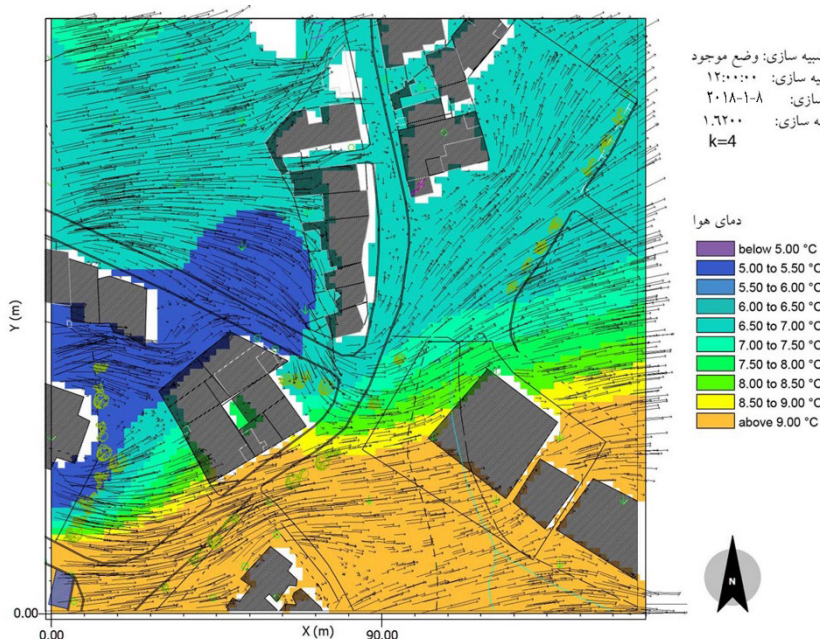 سازی: وضع موجود
سازی: ۱۲:۰۰:۰۰
سازی: ۲۰۱۸-۱-۸
سازی: ۱.۶۲۰۰
k=4
دمای هوا
below 5.00 °C
5.00 to 5.50 °C
5.50 to 6.00 °C
6.00 to 6.50 °C
6.50 to 7.00 °C
7.00 to 7.50 °C
7.50 to 8.00 °C
8.00 to 8.50 °C
8.50 to 9.00 °C
above 9.00 °C
N
Y (m)
0.00
0.00
X (m)
90.00